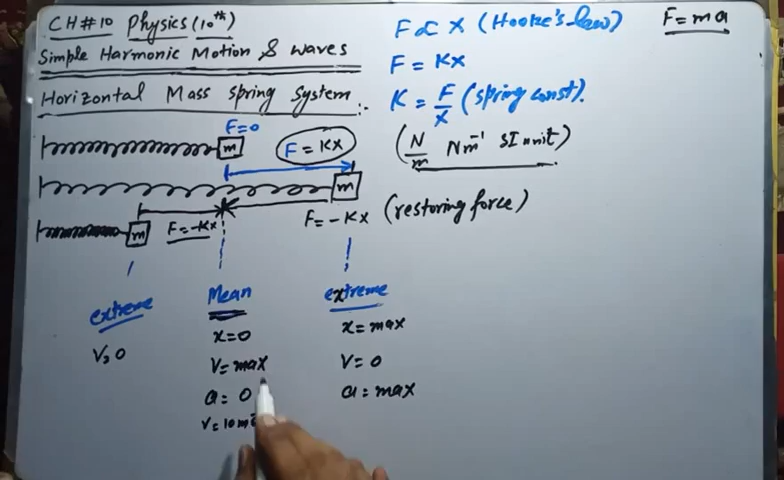 CH#10 Physics (10th)
Simple Harmonic Motion & waves
Horizontal Mass spring system :.
F=0
m
F = Kx
m
m
F=-Kx
F=-Kx (restoring force)
F ∝ x (Hooke's law)
F = Kx
K = F/x (spring const).
(N/m Nm⁻¹ SI unit)
F = ma
extreme
V=0
Mean
x=0
V= max
a= 0
extreme
x= max
V= 0
a= max